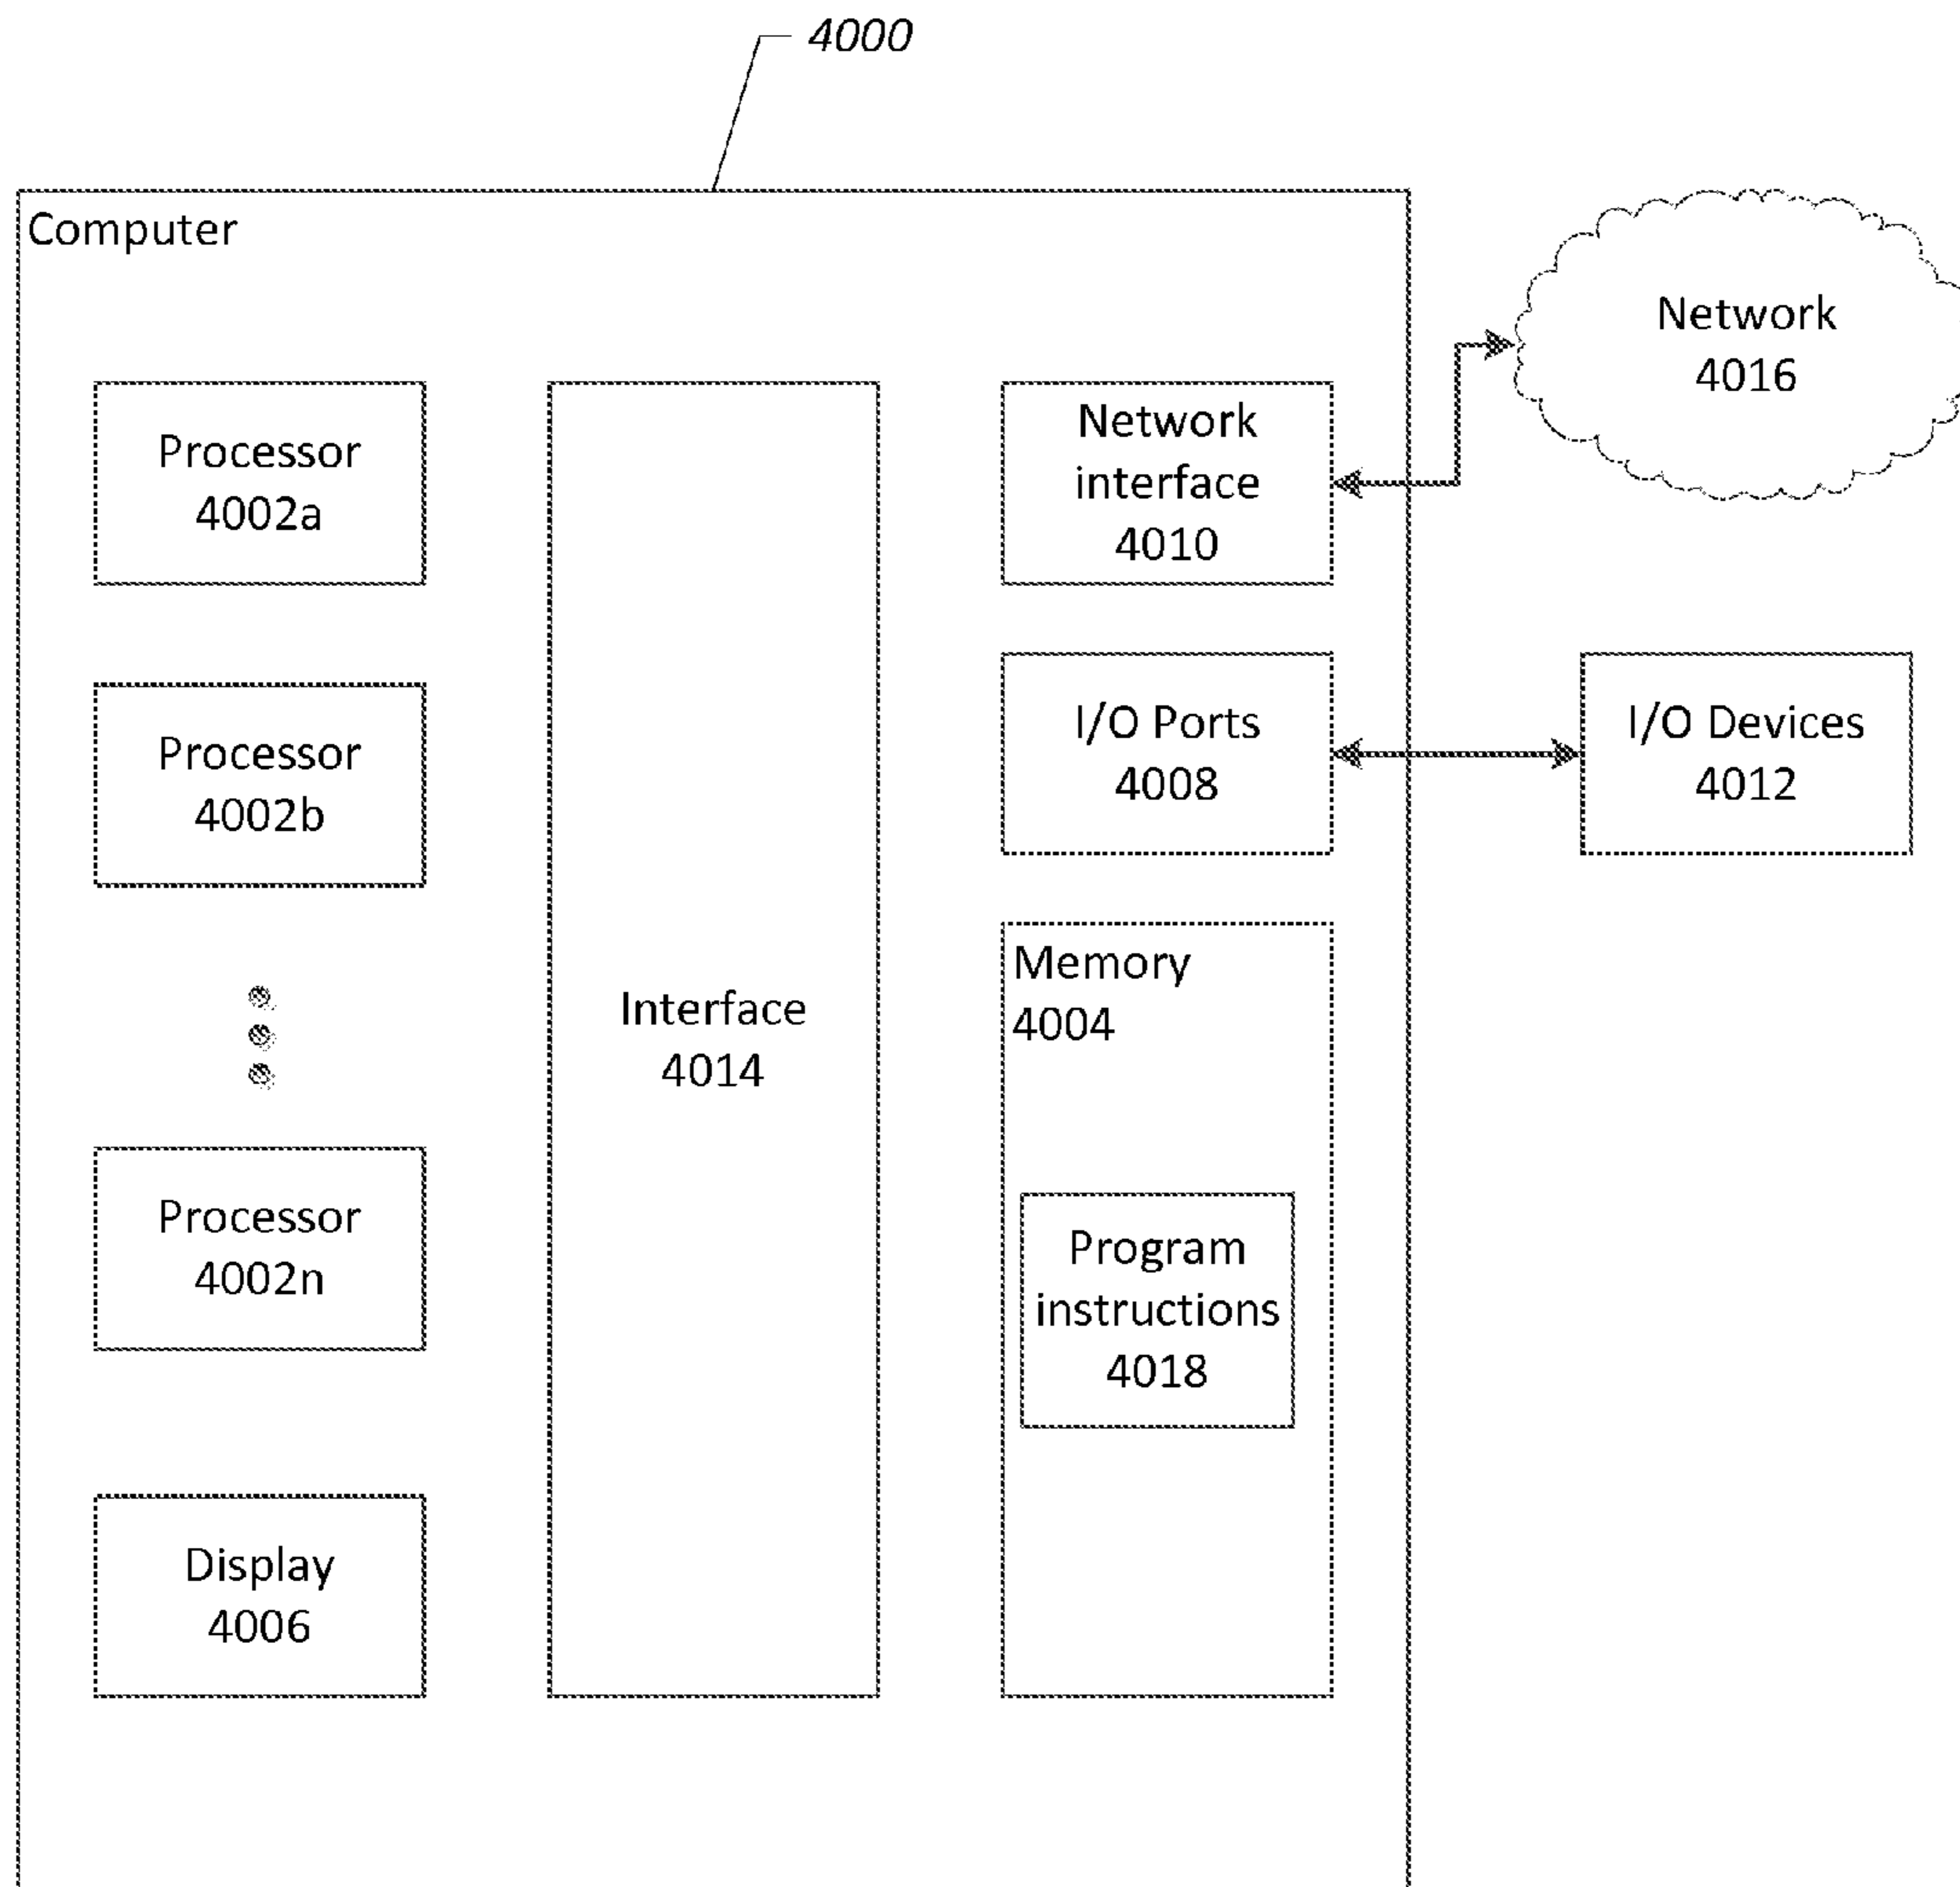 4000
Computer
Processor
4002a
Processor
4002b
Processor
4002n
Display
4006
Interface
4014
Network
interface
4010
I/O Ports
4008
Memory
4004
Program
instructions
4018
Network
4016
I/O Devices
4012